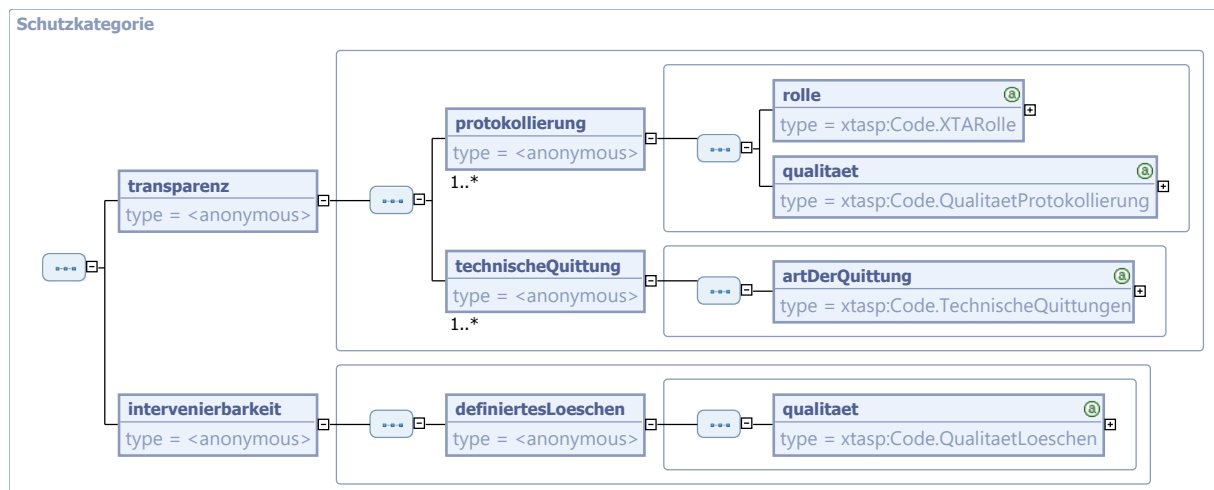 Schutzkategorie
transparenz
type = <anonymous>
protokollierung
type = <anonymous>
1..*
rolle
type = xtasp:Code.XTARolle
qualitaet
type = xtasp:Code.QualitaetProtokollierung
technischeQuittung
type = <anonymous>
1..*
artDerQuittung
type = xtasp:Code.TechnischeQuittungen
intervenierbarkeit
type = <anonymous>
definiertesLoeschen
type = <anonymous>
qualitaet
type = xtasp:Code.QualitaetLoeschen